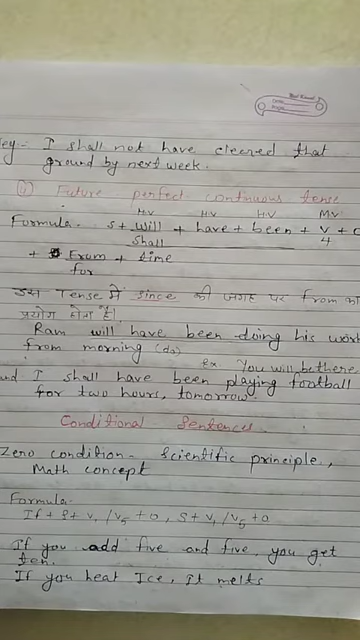 ey- I shall not have cleared that
ground by next week.
Future perfect continuous tense
HV HV HV MV
Formula. S+ will + have + been + V + O
shall 4
+ From + time
for
इस Tense में since की जगह पर From का
प्रयोग होता है।
Ram will have been doing his work
from morning (do)
Ex You will be there
and I shall have been playing football
for two hours, tomorrow
Conditional Sentences.
Zero condition - Scientific principle,
Math concept
Formula-
If + S + V1 /V5 + o, S + V1 /V5 + o
If you add five and five, you get
ten.
If you heat Ice, It melts